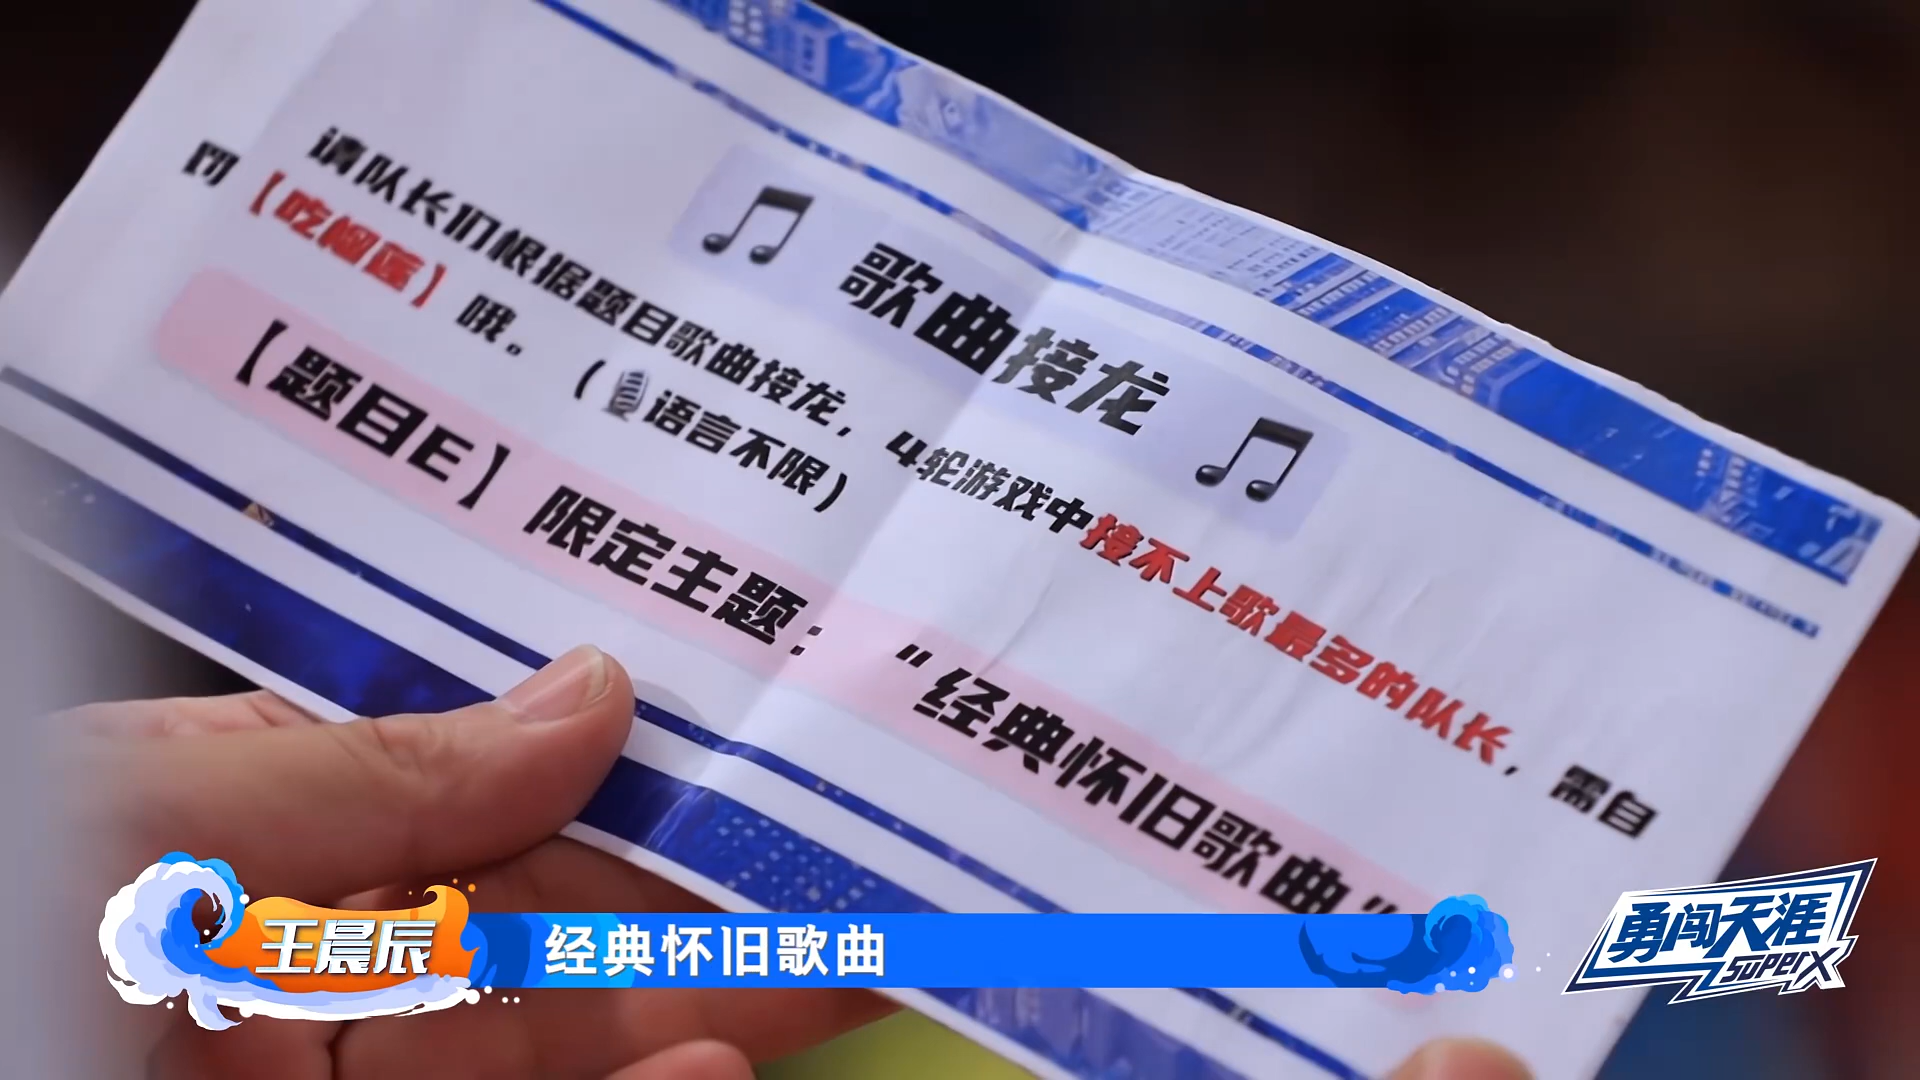 歌曲接龙
请队长们根据题目歌曲接龙，4轮游戏中接不上歌最多的队长，需自
罚【吃榴莲】哦。（语言不限）
【题目E】限定主题：“经典怀旧歌曲”
王晨辰
经典怀旧歌曲
勇闯天涯
superX